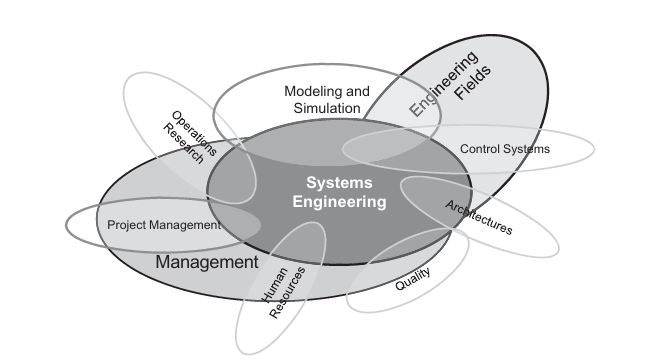 Engineering
Fields
Modeling and
Simulation
Operations
Research
Control Systems
Systems
Engineering
Architectures
Project Management
Management
Human
Resources
Quality